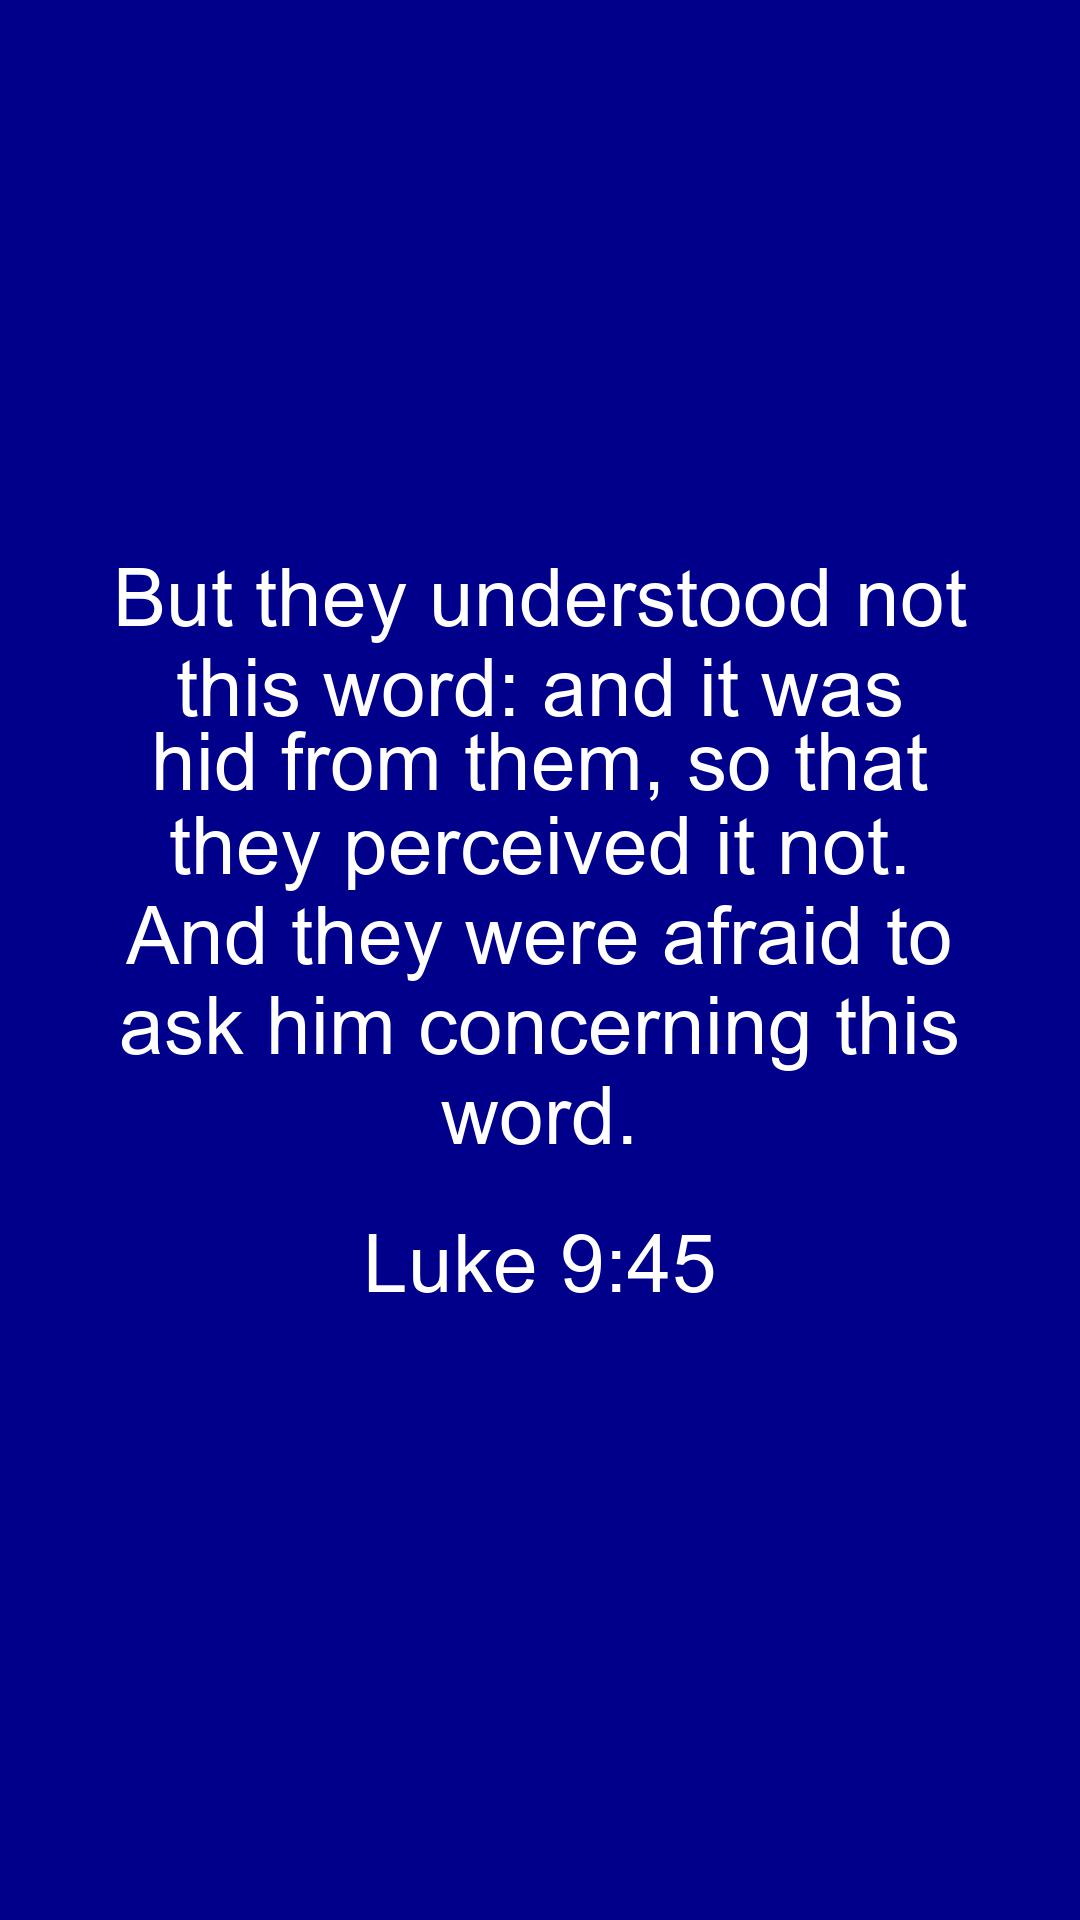 But they understood not
this word: and it was
hid from them, so that
they perceived it not.
And they were afraid to
ask him concerning this
word.
Luke 9:45